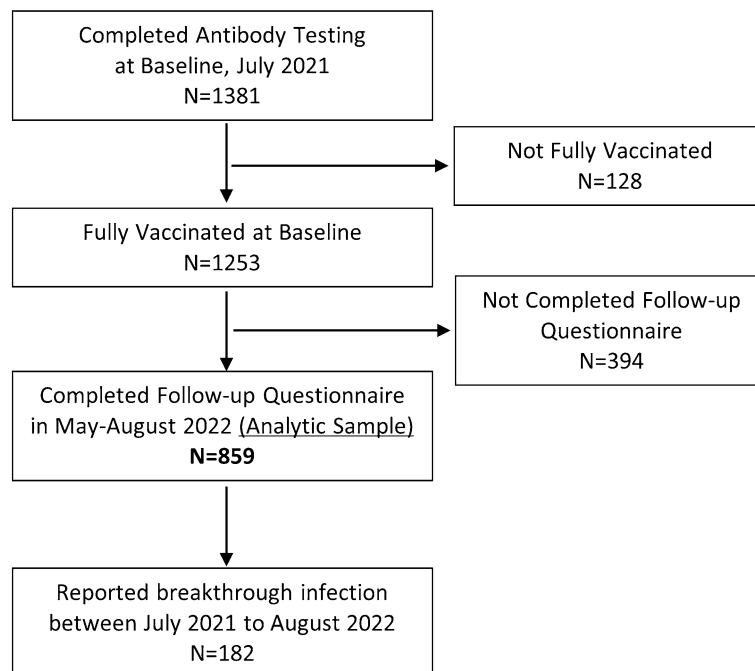 Completed Antibody Testing
at Baseline, July 2021
N=1381
Not Fully Vaccinated
N=128
Fully Vaccinated at Baseline
N=1253
Not Completed Follow-up
Questionnaire
N=394
Completed Follow-up Questionnaire
in May-August 2022 (Analytic Sample)
N=859
Reported breakthrough infection
between July 2021 to August 2022
N=182